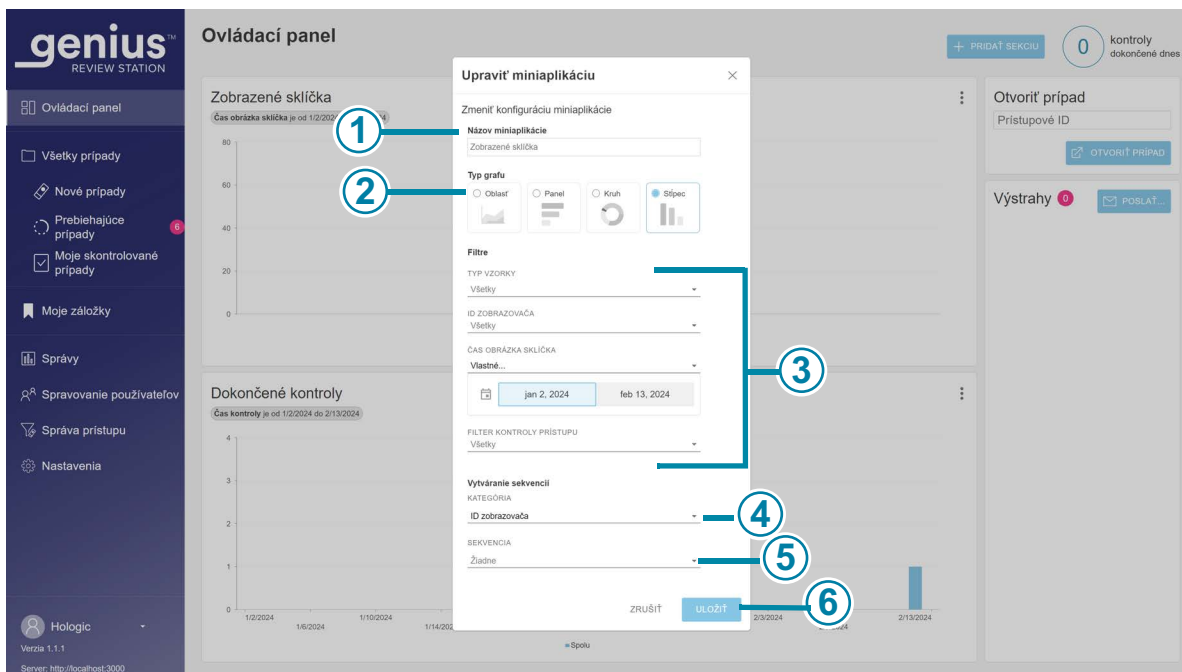 genius™
REVIEW STATION
Ovládací panel
Všetky prípady
Nové prípady
Prebiehajúce
prípady
6
Moje skontrolované
prípady
Moje záložky
Správy
Spravovanie používateľov
Správa prístupu
Nastavenia
Hologic
Verzia 1.1.1
Server: http://localhost:3000
Ovládací panel
+ PRIDAŤ SEKCIU
0
kontroly
dokončené dnes
Zobrazené sklíčka
Čas obrázka sklíčka je od 1/2/202
4
80
60
40
20
0
Dokončené kontroly
Čas kontroly je od 1/2/2024 do 2/13/2024
4
3
2
1
0
1/2/2024
1/6/2024
1/10/2024
1/14/202
2/3/2024
2/13/2024
Spolu
Otvoriť prípad
Prístupové ID
OTVORIŤ PRÍPAD
Výstrahy 0
POSLAŤ...
Upraviť miniaplikáciu
Zmeniť konfiguráciu miniaplikácie
Názov miniaplikácie
Zobrazené sklíčka
Typ grafu
Oblasť
Panel
Kruh
Stĺpec
Filtre
TYP VZORKY
Všetky
ID ZOBRAZOVAČA
Všetky
ČAS OBRÁZKA SKLÍČKA
Vlastné...
jan 2, 2024
feb 13, 2024
FILTER KONTROLY PRÍSTUPU
Všetky
Vytváranie sekvencií
KATEGÓRIA
ID zobrazovača
SEKVENCIA
Žiadne
ZRUŠIŤ
ULOŽIŤ
1
2
3
4
5
6